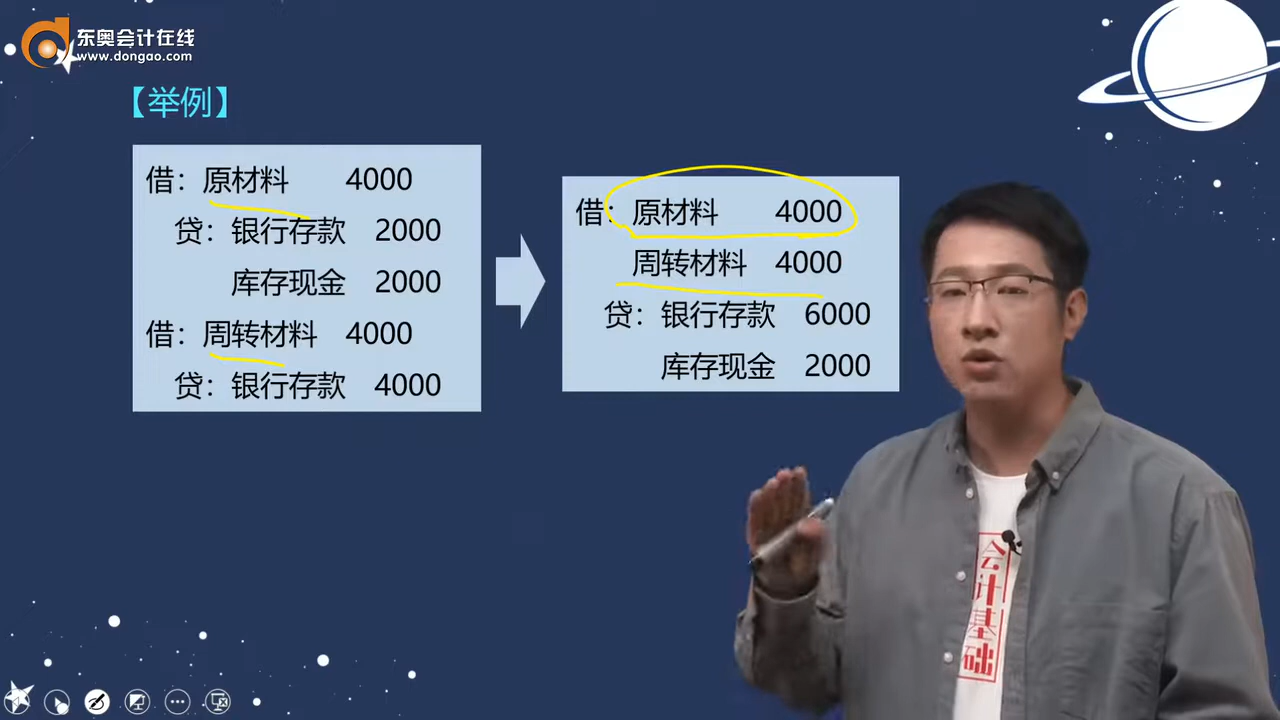 东奥会计在线
www.dongao.com
【举例】
借：原材料 4000
贷：银行存款 2000
库存现金 2000
借：周转材料 4000
贷：银行存款 4000
借：原材料 4000
周转材料 4000
贷：银行存款 6000
库存现金 2000
会计基础